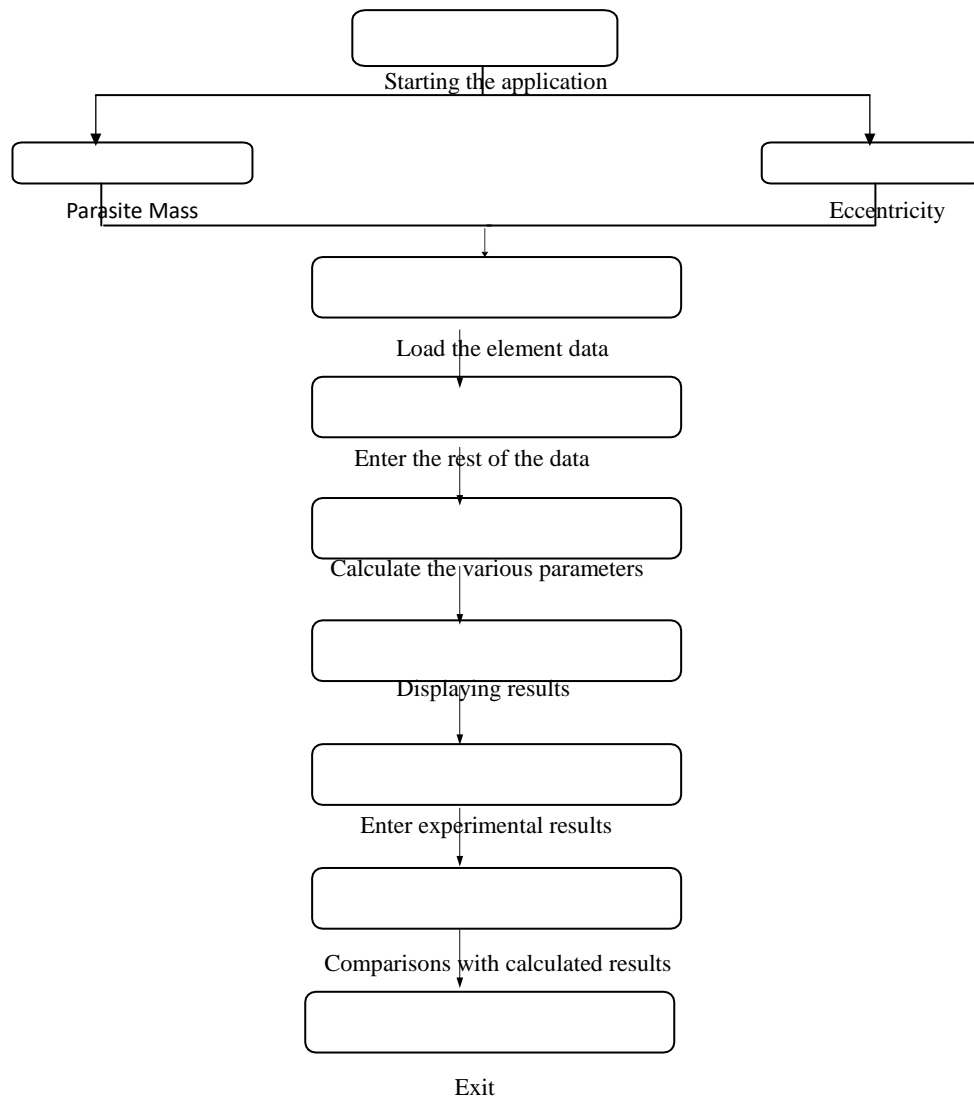 Starting the application
Parasite Mass
Eccentricity
Load the element data
Enter the rest of the data
Calculate the various parameters
Displaying results
Enter experimental results
Comparisons with calculated results
Exit